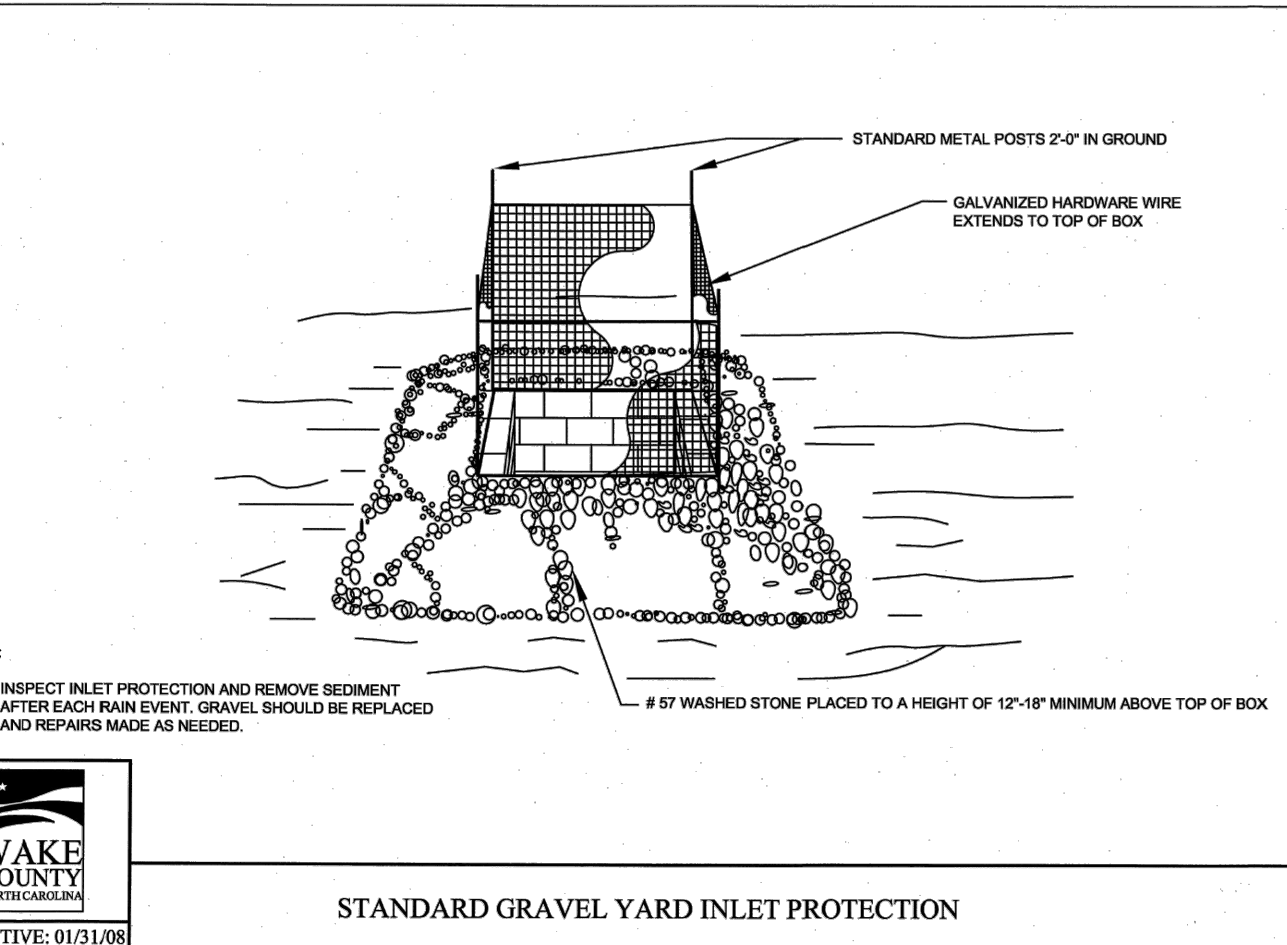 STANDARD METAL POSTS 2'-0" IN GROUND
GALVANIZED HARDWARE WIRE
EXTENDS TO TOP OF BOX
INSPECT INLET PROTECTION AND REMOVE SEDIMENT
AFTER EACH RAIN EVENT. GRAVEL SHOULD BE REPLACED
AND REPAIRS MADE AS NEEDED.
# 57 WASHED STONE PLACED TO A HEIGHT OF 12"-18" MINIMUM ABOVE TOP OF BOX
WAKE
COUNTY
RTH CAROLINA
STANDARD GRAVEL YARD INLET PROTECTION
TIVE: 01/31/08